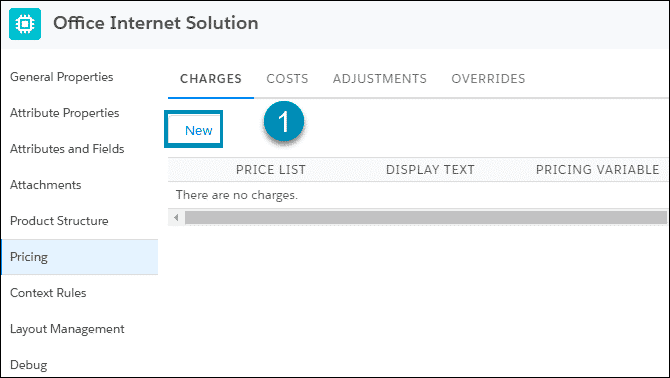 Office Internet Solution
General Properties
Attribute Properties
Attributes and Fields
Attachments
Product Structure
Pricing
Context Rules
Layout Management
Debug
CHARGES COSTS ADJUSTMENTS OVERRIDES
New 1
PRICE LIST DISPLAY TEXT PRICING VARIABLE
There are no charges.